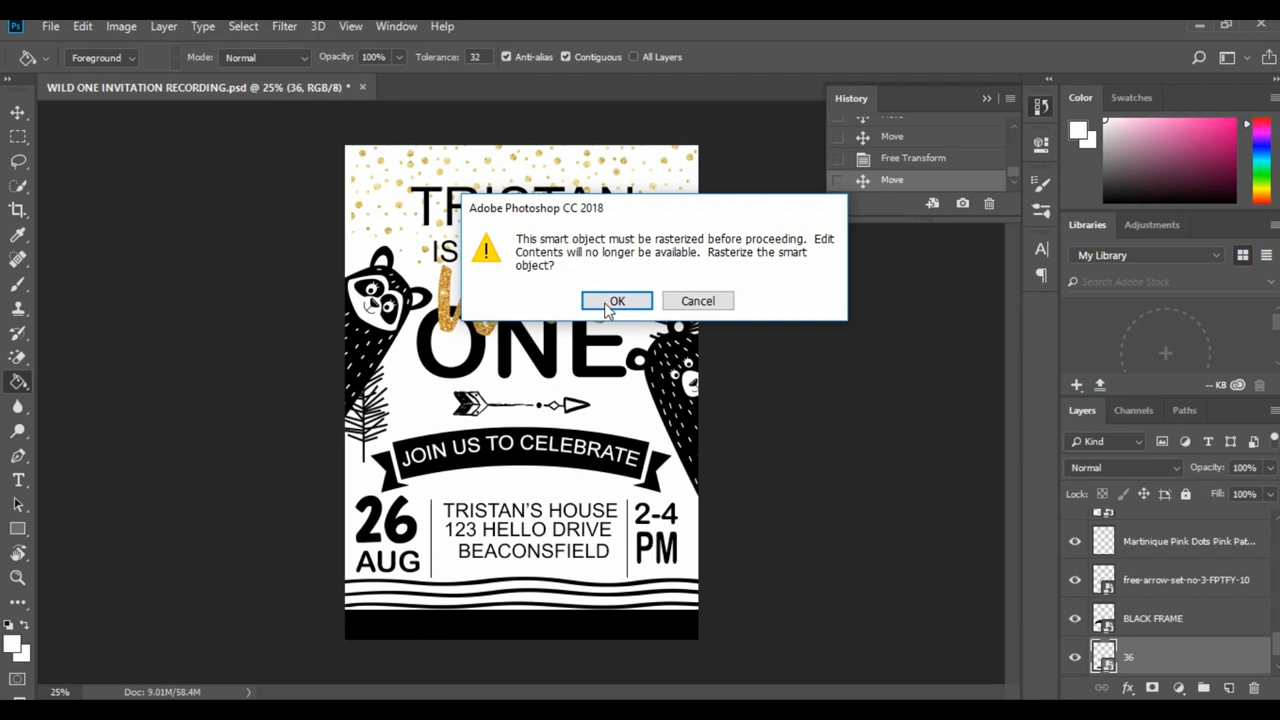 Ps File Edit Image Layer Type Select Filter 3D View Window Help
Foreground Mode: Normal Opacity: 100% Tolerance: 32 Anti-alias Contiguous All Layers
WILD ONE INVITATION RECORDING.psd @ 25% (36, RGB/8) *
History
Move
Free Transform
Move
Color Swatches
Libraries Adjustments
My Library
Search Adobe Stock
-- KB
Layers Channels Paths
Kind
Normal Opacity: 100%
Lock: Fill: 100%
Martinique Pink Dots Pink Pat...
free-arrow-set-no-3-FPTFY-10
BLACK FRAME
36
Adobe Photoshop CC 2018
This smart object must be rasterized before proceeding. Edit
Contents will no longer be available. Rasterize the smart
object?
OK Cancel
TRISTAN
IS
ONE
JOIN US TO CELEBRATE
26
AUG
TRISTAN'S HOUSE
123 HELLO DRIVE
BEACONSFIELD
2-4
PM
25% Doc: 9.01M/58.4M